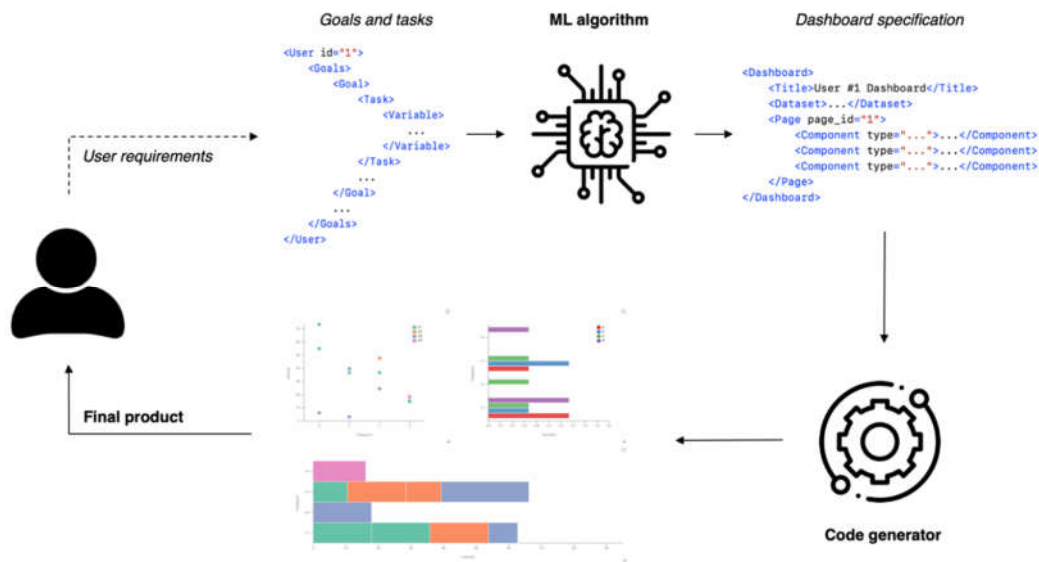 Goals and tasks
ML algorithm
Dashboard specification
<User id="1">
<Goals>
<Goal>
<Task>
<Variable>
...
</Variable>
</Task>
...
</Goal>
...
</Goals>
</User>
<Dashboard>
<Title>User #1 Dashboard</Title>
<Dataset>...</Dataset>
<Page page_id="1">
<Component type="...">...</Component>
<Component type="...">...</Component>
<Component type="...">...</Component>
</Page>
</Dashboard>
User requirements
Final product
Code generator